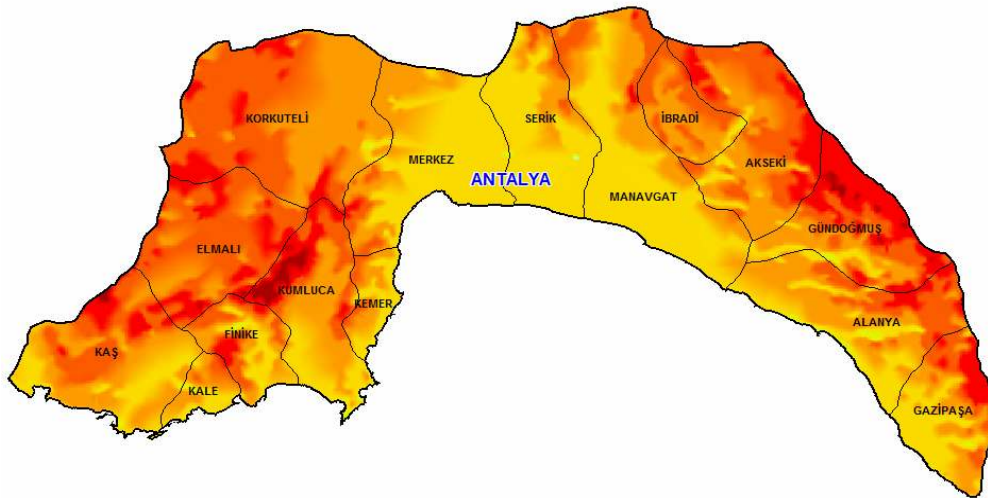 KORKUTELİ
SERİK
İBRADİ
MERKEZ
AKSEKİ
ANTALYA
MANAVGAT
GÜNDOĞMUŞ
ELMALI
KUMLUCA
KEMER
FİNİKE
ALANYA
KAŞ
KALE
GAZİPAŞA